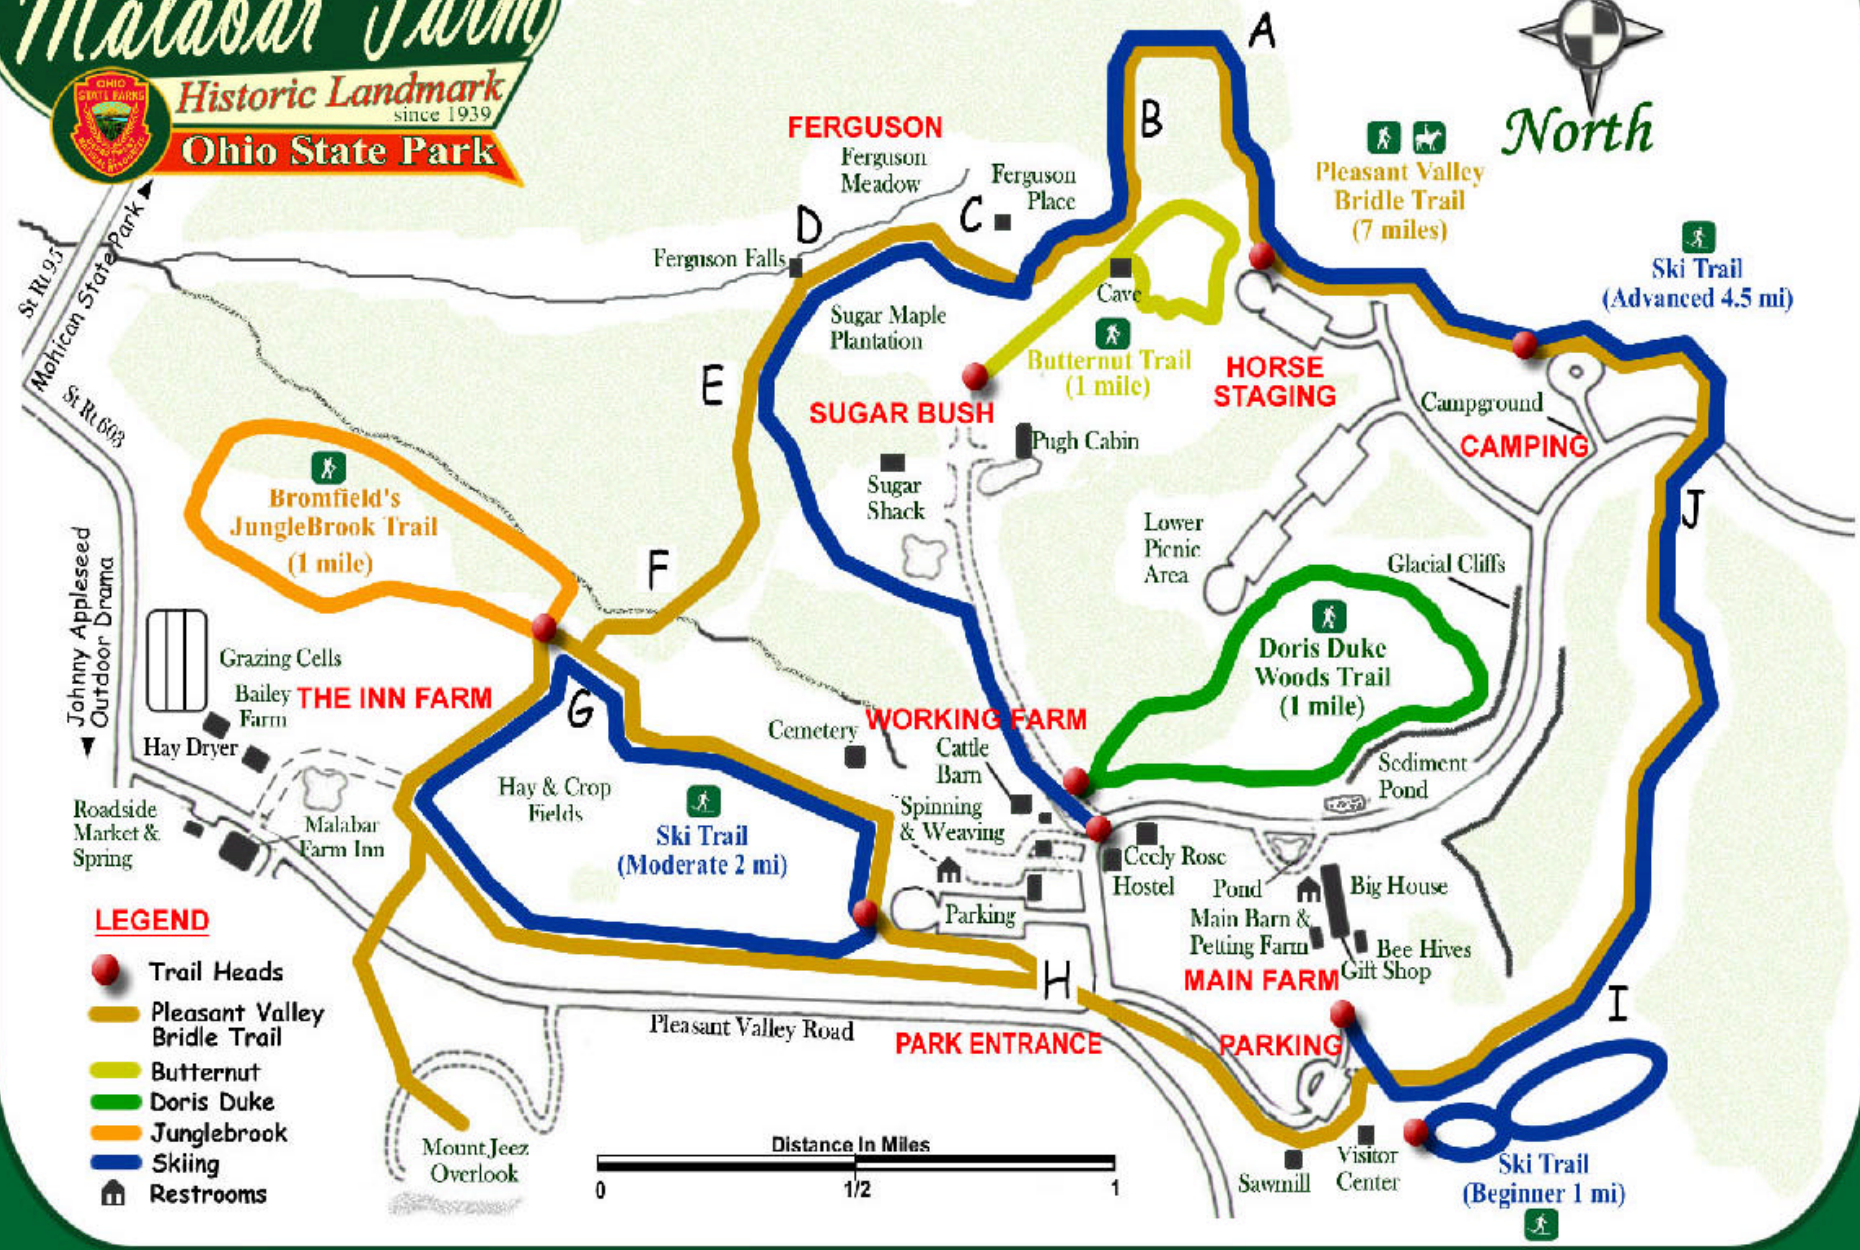 Malabar Farm
OHIO
STATE PARKS
Historic Landmark
since 1939
Ohio State Park
North
A
B
C
D
E
F
G
H
I
J
FERGUSON
Ferguson
Meadow
Ferguson
Place
Ferguson Falls
Pleasant Valley
Bridle Trail
(7 miles)
Ski Trail
(Advanced 4.5 mi)
St Rt 95
Mohican State Park
St Rt 603
Sugar Maple
Plantation
Cave
Butternut Trail
(1 mile)
HORSE
STAGING
Campground
CAMPING
SUGAR BUSH
Pugh Cabin
Sugar
Shack
Bromfield's
JungleBrook Trail
(1 mile)
Lower
Picnic
Area
Glacial Cliffs
Doris Duke
Woods Trail
(1 mile)
Johnny Appleseed
Outdoor Drama
Grazing Cells
Bailey
Farm
THE INN FARM
Hay Dryer
Cemetery
WORKING FARM
Cattle
Barn
Sediment
Pond
Hay & Crop
Fields
Spinning
& Weaving
Roadside
Market &
Spring
Malabar
Farm Inn
Ski Trail
(Moderate 2 mi)
Cecly Rose
Hostel
Pond
Big House
Parking
Main Barn &
Petting Farm
Bee Hives
Gift Shop
MAIN FARM
Pleasant Valley Road
PARK ENTRANCE
PARKING
LEGEND
Trail Heads
Pleasant Valley
Bridle Trail
Butternut
Doris Duke
Junglebrook
Skiing
Restrooms
Mount Jeez
Overlook
Distance In Miles
0
1/2
1
Sawmill
Visitor
Center
Ski Trail
(Beginner 1 mi)